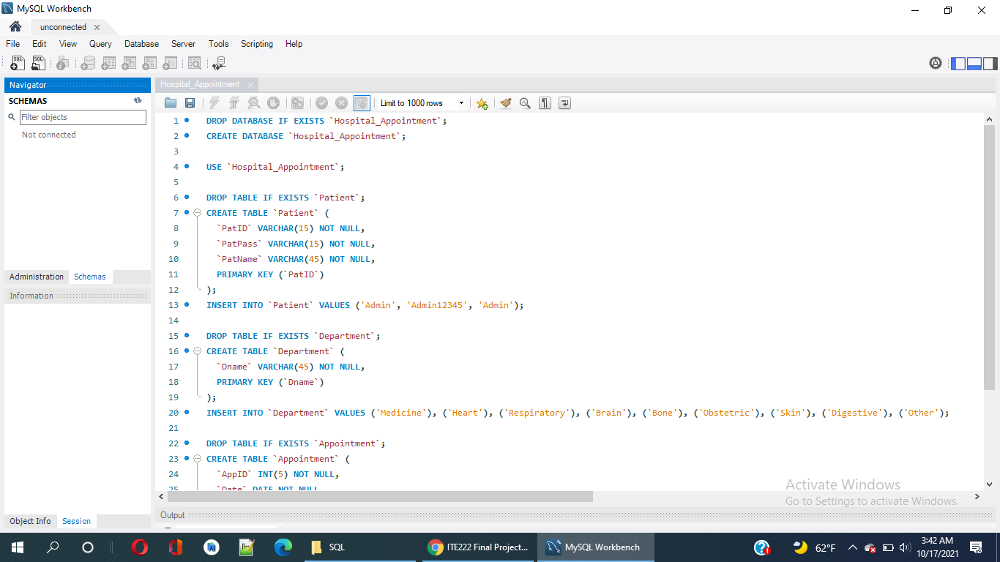 MySQL Workbench
unconnected
File Edit View Query Database Server Tools Scripting Help
Navigator
SCHEMAS
Filter objects
Not connected
Administration Schemas
Information
Object Info Session
Hospital_Appointment
Limit to 1000 rows
1 DROP DATABASE IF EXISTS `Hospital_Appointment`;
2 CREATE DATABASE `Hospital_Appointment`;
3
4 USE `Hospital_Appointment`;
5
6 DROP TABLE IF EXISTS `Patient`;
7 CREATE TABLE `Patient` (
8 `PatID` VARCHAR(15) NOT NULL,
9 `PatPass` VARCHAR(15) NOT NULL,
10 `PatName` VARCHAR(45) NOT NULL,
11 PRIMARY KEY (`PatID`)
12 );
13 INSERT INTO `Patient` VALUES ('Admin', 'Admin12345', 'Admin');
14
15 DROP TABLE IF EXISTS `Department`;
16 CREATE TABLE `Department` (
17 `Dname` VARCHAR(45) NOT NULL,
18 PRIMARY KEY (`Dname`)
19 );
20 INSERT INTO `Department` VALUES ('Medicine'), ('Heart'), ('Respiratory'), ('Brain'), ('Bone'), ('Obstetric'), ('Skin'), ('Digestive'), ('Other');
21
22 DROP TABLE IF EXISTS `Appointment`;
23 CREATE TABLE `Appointment` (
24 `AppID` INT(5) NOT NULL,
25 `Date` DATE NOT NULL
Activate Windows
Go to Settings to activate Windows.
Output
SQL
ITE222 Final Project...
MySQL Workbench
62°F
3:42 AM
10/17/2021